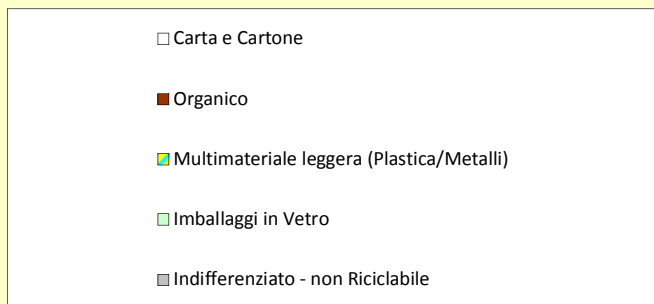 Carta e Cartone
Organico
Multimateriale leggera (Plastica/Metalli)
Imballaggi in Vetro
Indifferenziato - non Riciclabile